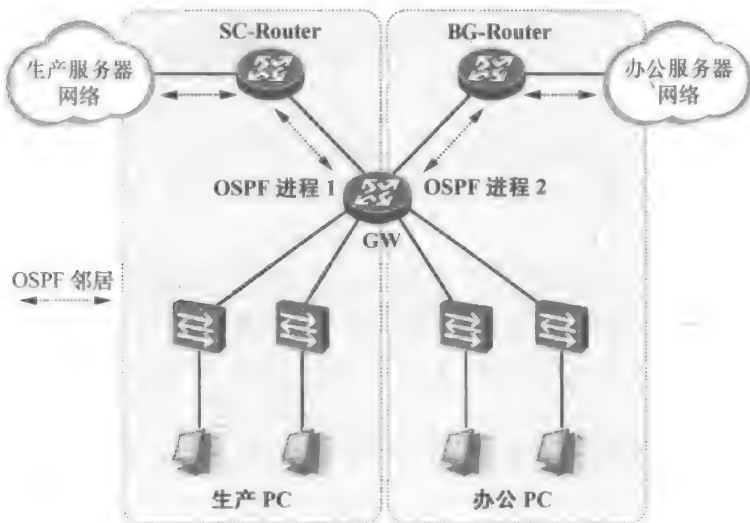 SC-Router
BG-Router
生产服务器
网络
办公服务器
网络
OSPF 进程 1
OSPF 进程 2
GW
OSPF 邻居
生产 PC
办公 PC